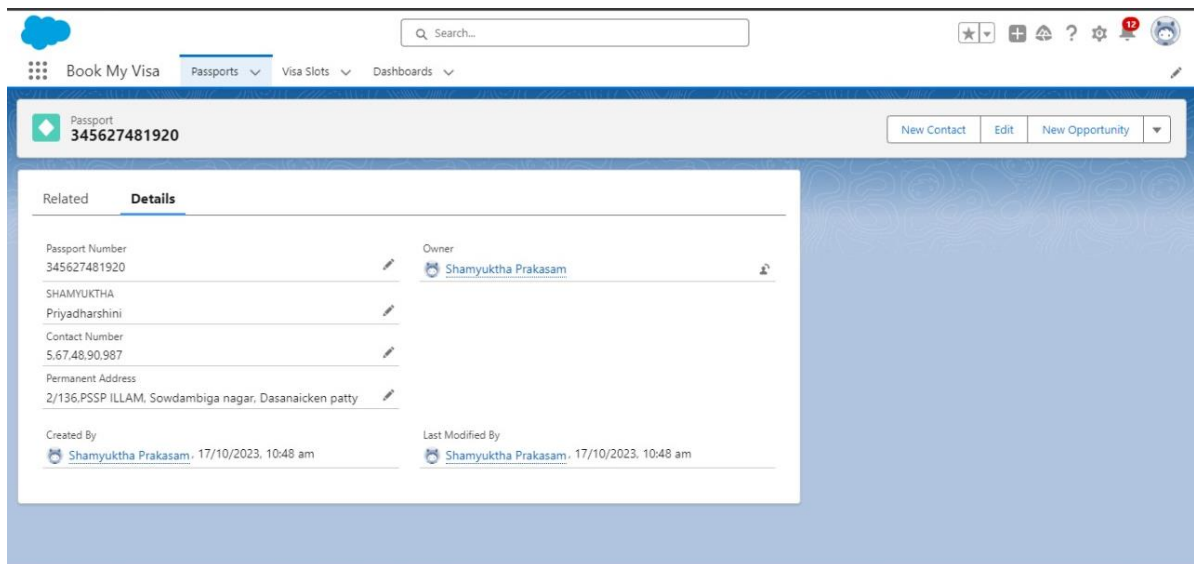 Search...
12
Book My Visa Passports Visa Slots Dashboards
Passport
345627481920
New Contact Edit New Opportunity
Related Details
Passport Number
345627481920
Owner
Shamyuktha Prakasam
SHAMYUKTHA
Priyadharshini
Contact Number
5,67,48,90,987
Permanent Address
2/136,PSSP ILLAM, Sowdambiga nagar, Dasanaicken patty
Created By
Shamyuktha Prakasam, 17/10/2023, 10:48 am
Last Modified By
Shamyuktha Prakasam, 17/10/2023, 10:48 am